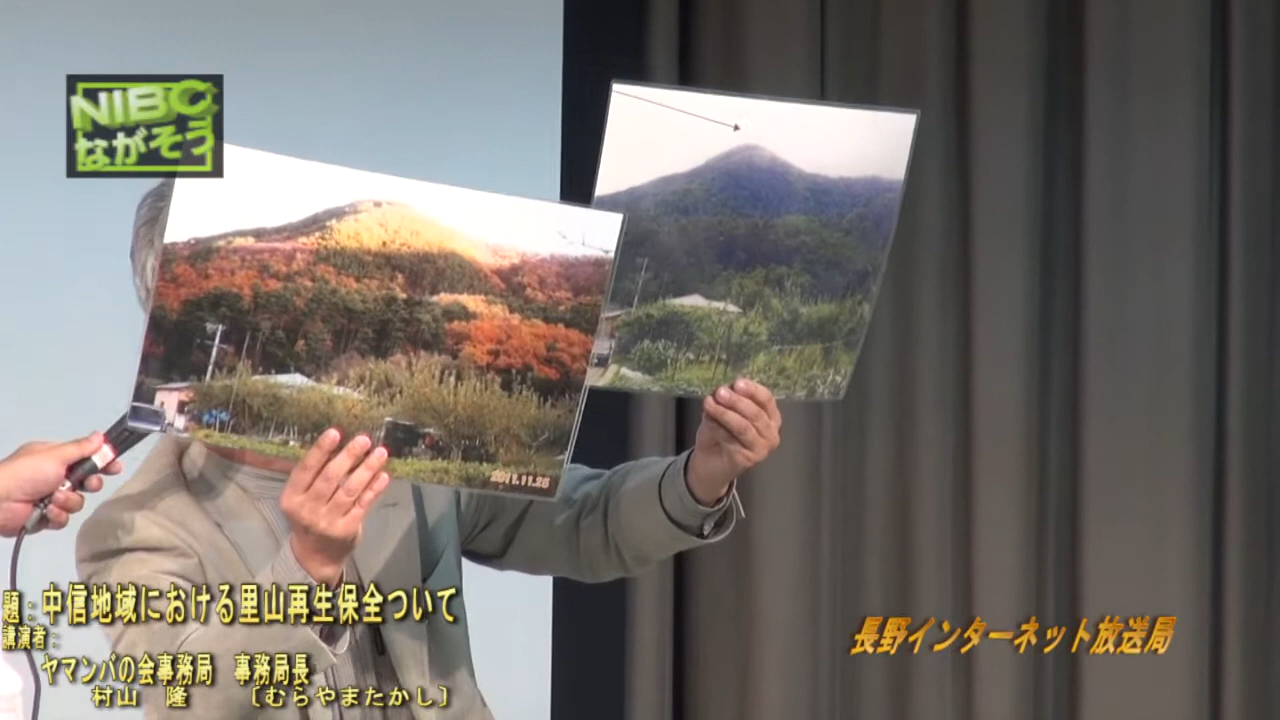 NIBC
ながそう
2011.11.25
題:中信地域における里山再生保全ついて
講演者:
ヤマンバの会事務局 事務局長
村山 隆 〔むらやまたかし〕
長野インターネット放送局